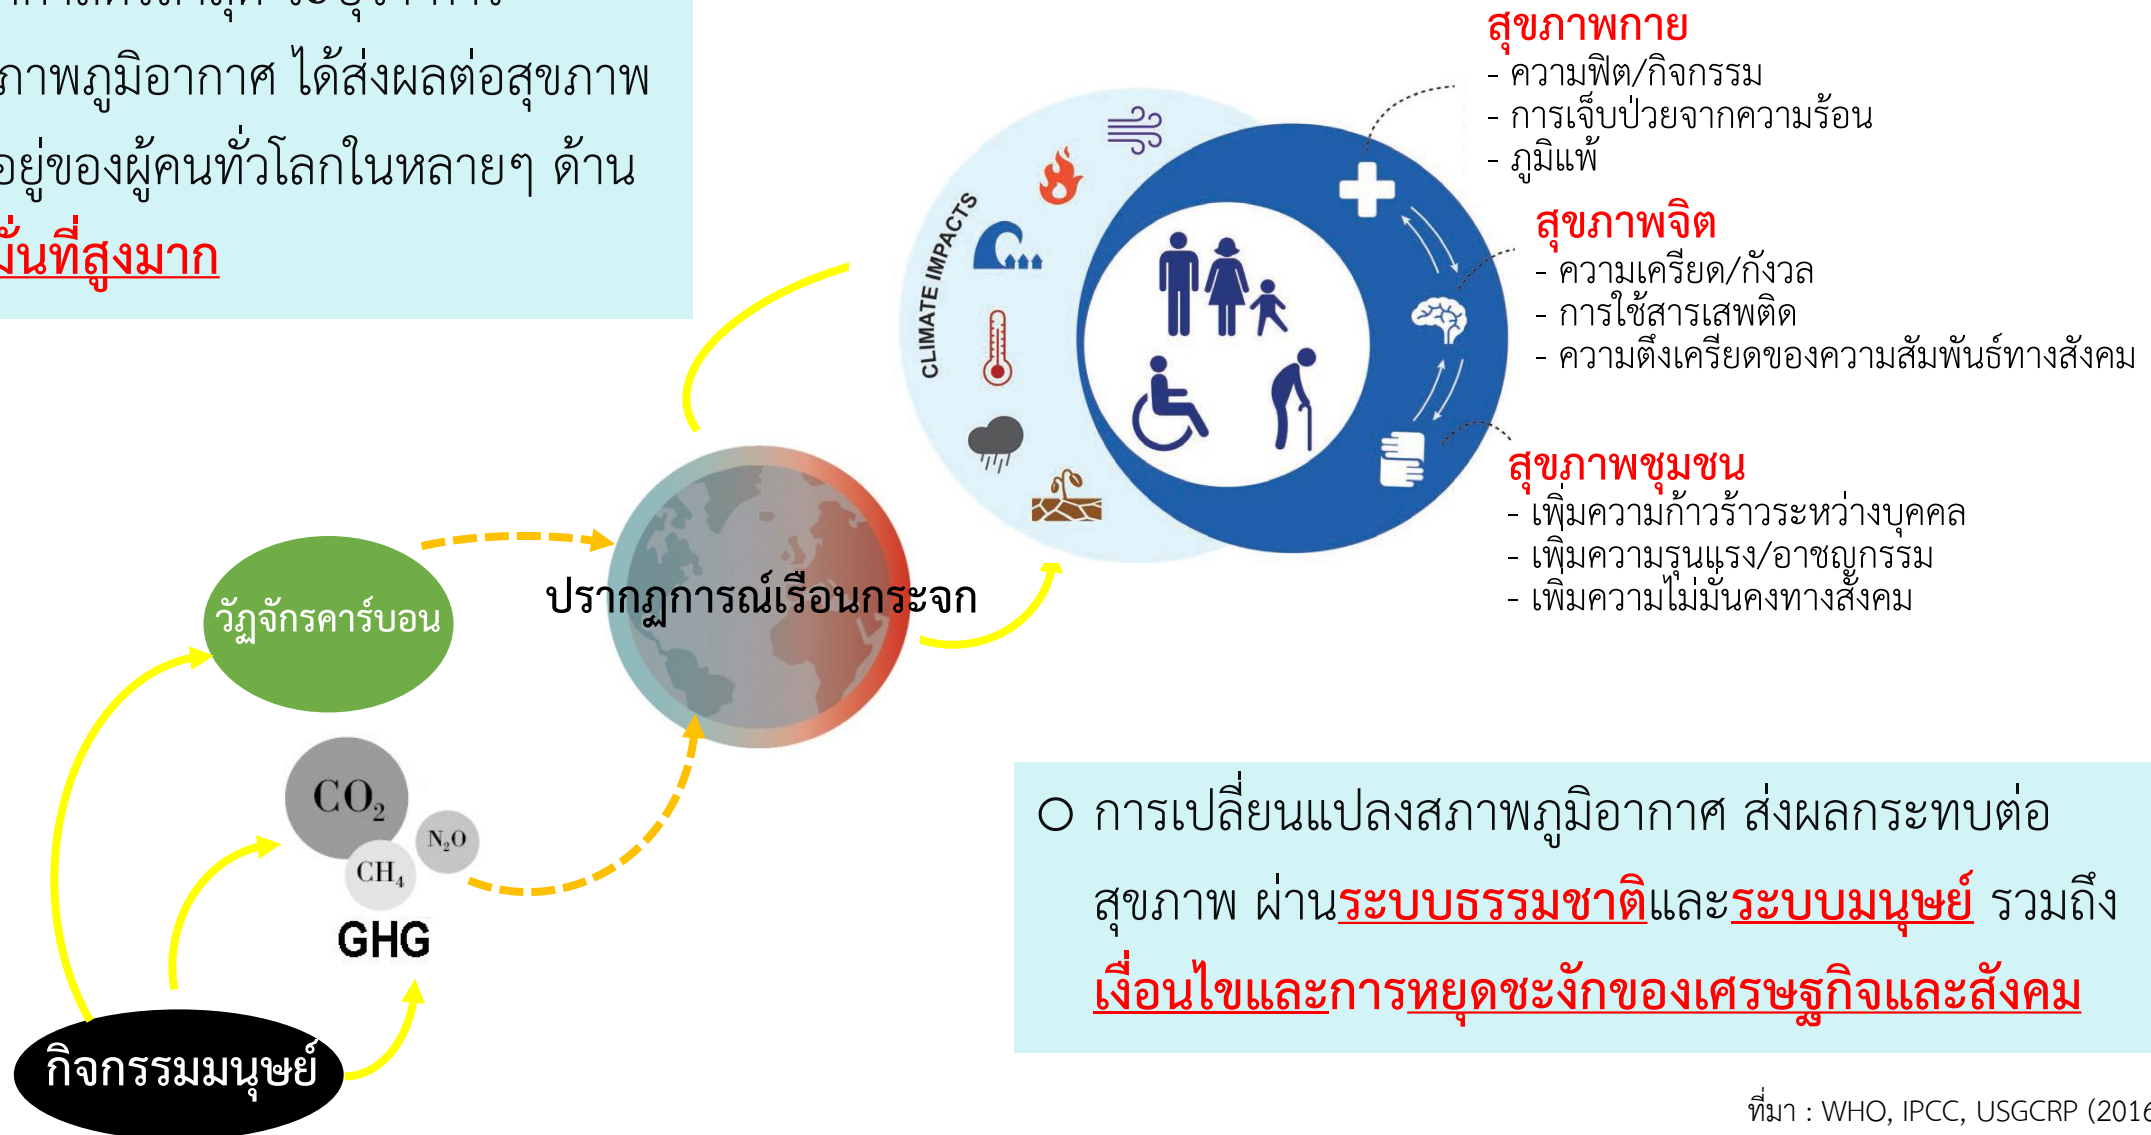 ภาพภูมิอากาศ ได้ส่งผลต่อสุขภาพ
อยู่ของผู้คนทั่วโลกในหลายๆ ด้าน
มั่นที่สูงมาก
สุขภาพกาย
- ความฟิต/กิจกรรม
- การเจ็บป่วยจากความร้อน
- ภูมิแพ้
สุขภาพจิต
- ความเครียด/กังวล
- การใช้สารเสพติด
- ความตึงเครียดของความสัมพันธ์ทางสังคม
สุขภาพชุมชน
- เพิ่มความก้าวร้าวระหว่างบุคคล
- เพิ่มความรุนแรง/อาชญกรรม
- เพิ่มความไม่มั่นคงทางสังคม
CLIMATE IMPACTS
ปรากฏการณ์เรือนกระจก
วัฏจักรคาร์บอน
CO₂
N₂O
CH₄
GHG
กิจกรรมมนุษย์
การเปลี่ยนแปลงสภาพภูมิอากาศ ส่งผลกระทบต่อ
สุขภาพ ผ่านระบบธรรมชาติและระบบมนุษย์ รวมถึง
เงื่อนไขและการหยุดชะงักของเศรษฐกิจและสังคม
ที่มา : WHO, IPCC, USGCRP (2016